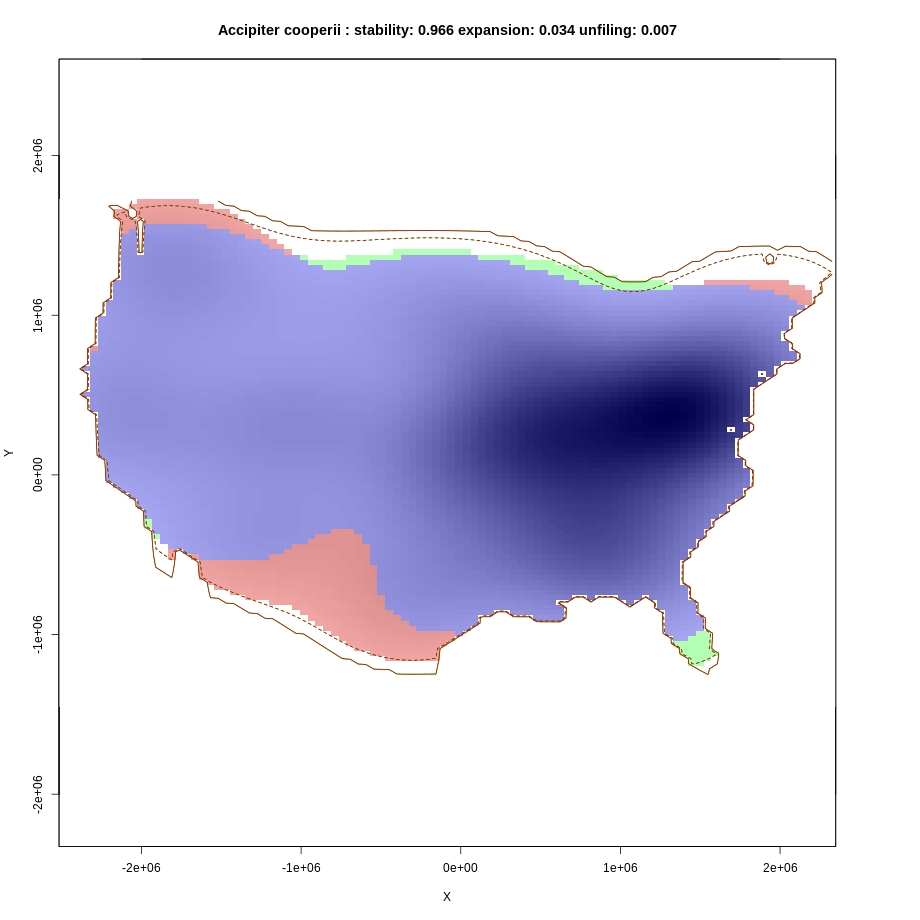 Accipiter cooperii : stability: 0.966 expansion: 0.034 unfiling: 0.007
2e+06
1e+06
0e+00
-1e+06
-2e+06
Y
-2e+06 -1e+06 0e+00 1e+06 2e+06
X